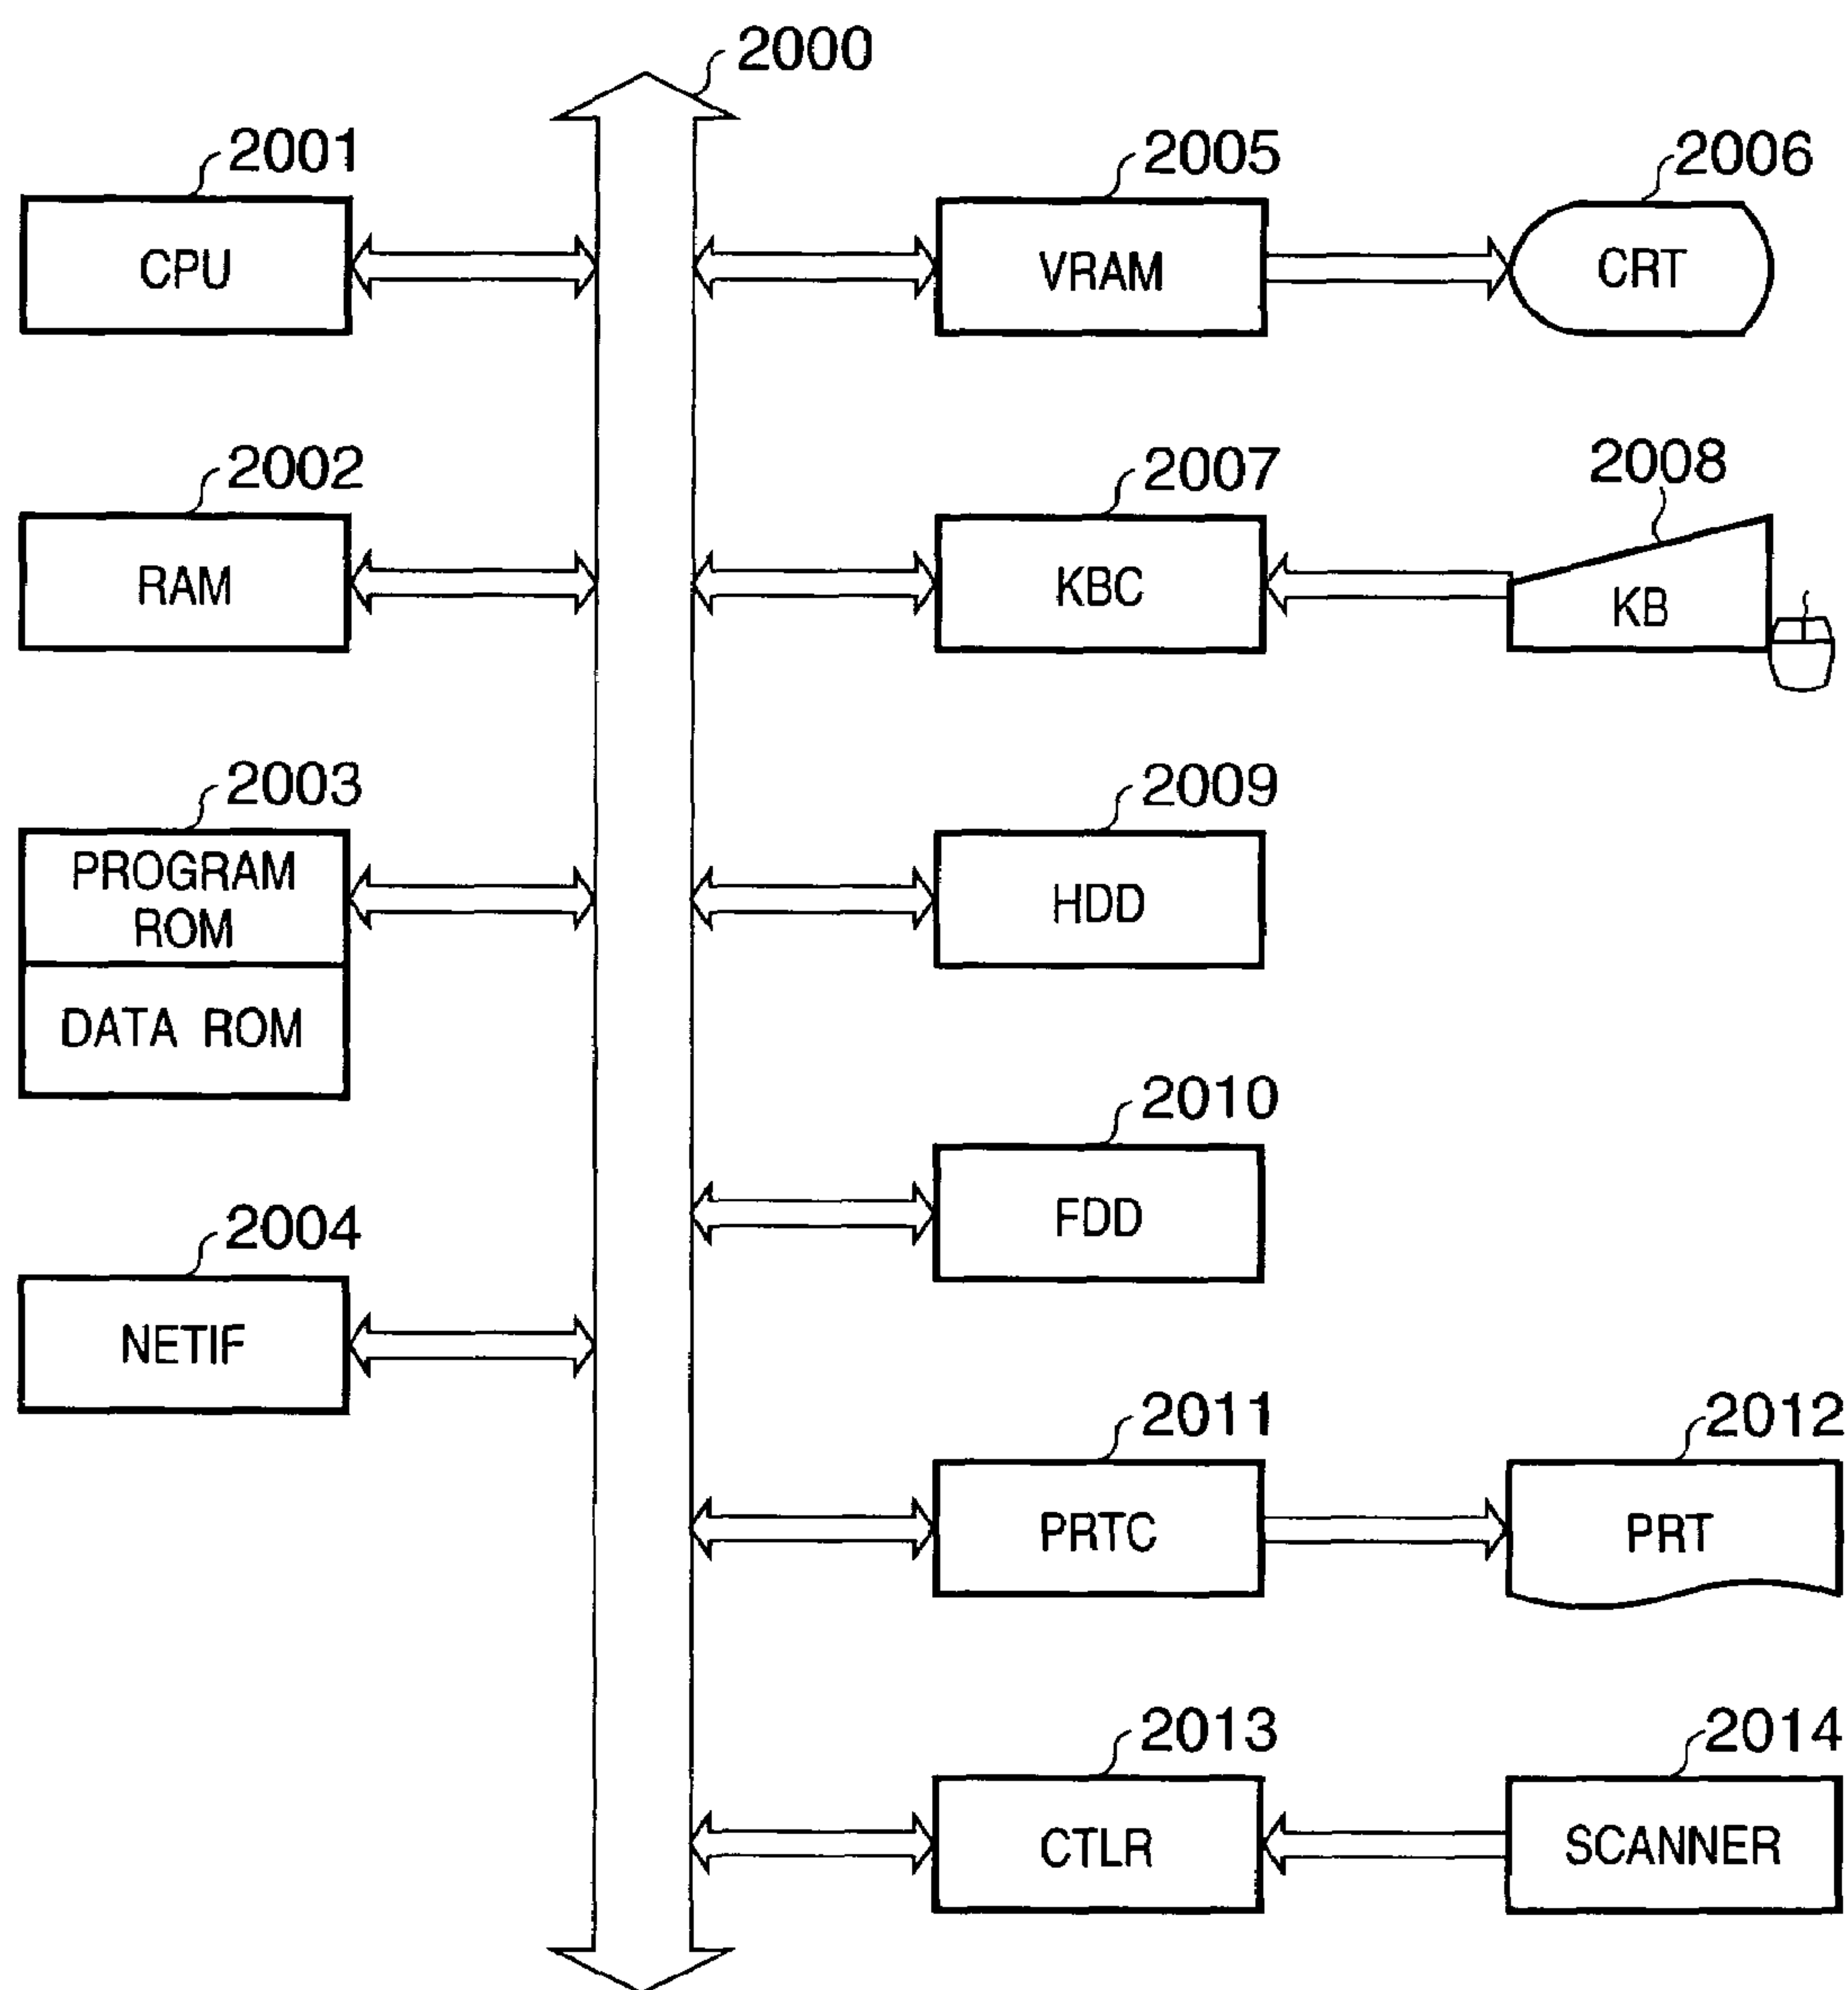 2000
2001
CPU
2005
VRAM
2006
CRT
2002
RAM
2007
KBC
2008
KB
2003
PROGRAM
ROM
DATA ROM
2009
HDD
2010
FDD
2004
NETIF
2011
PRTC
2012
PRT
2013
CTLR
2014
SCANNER